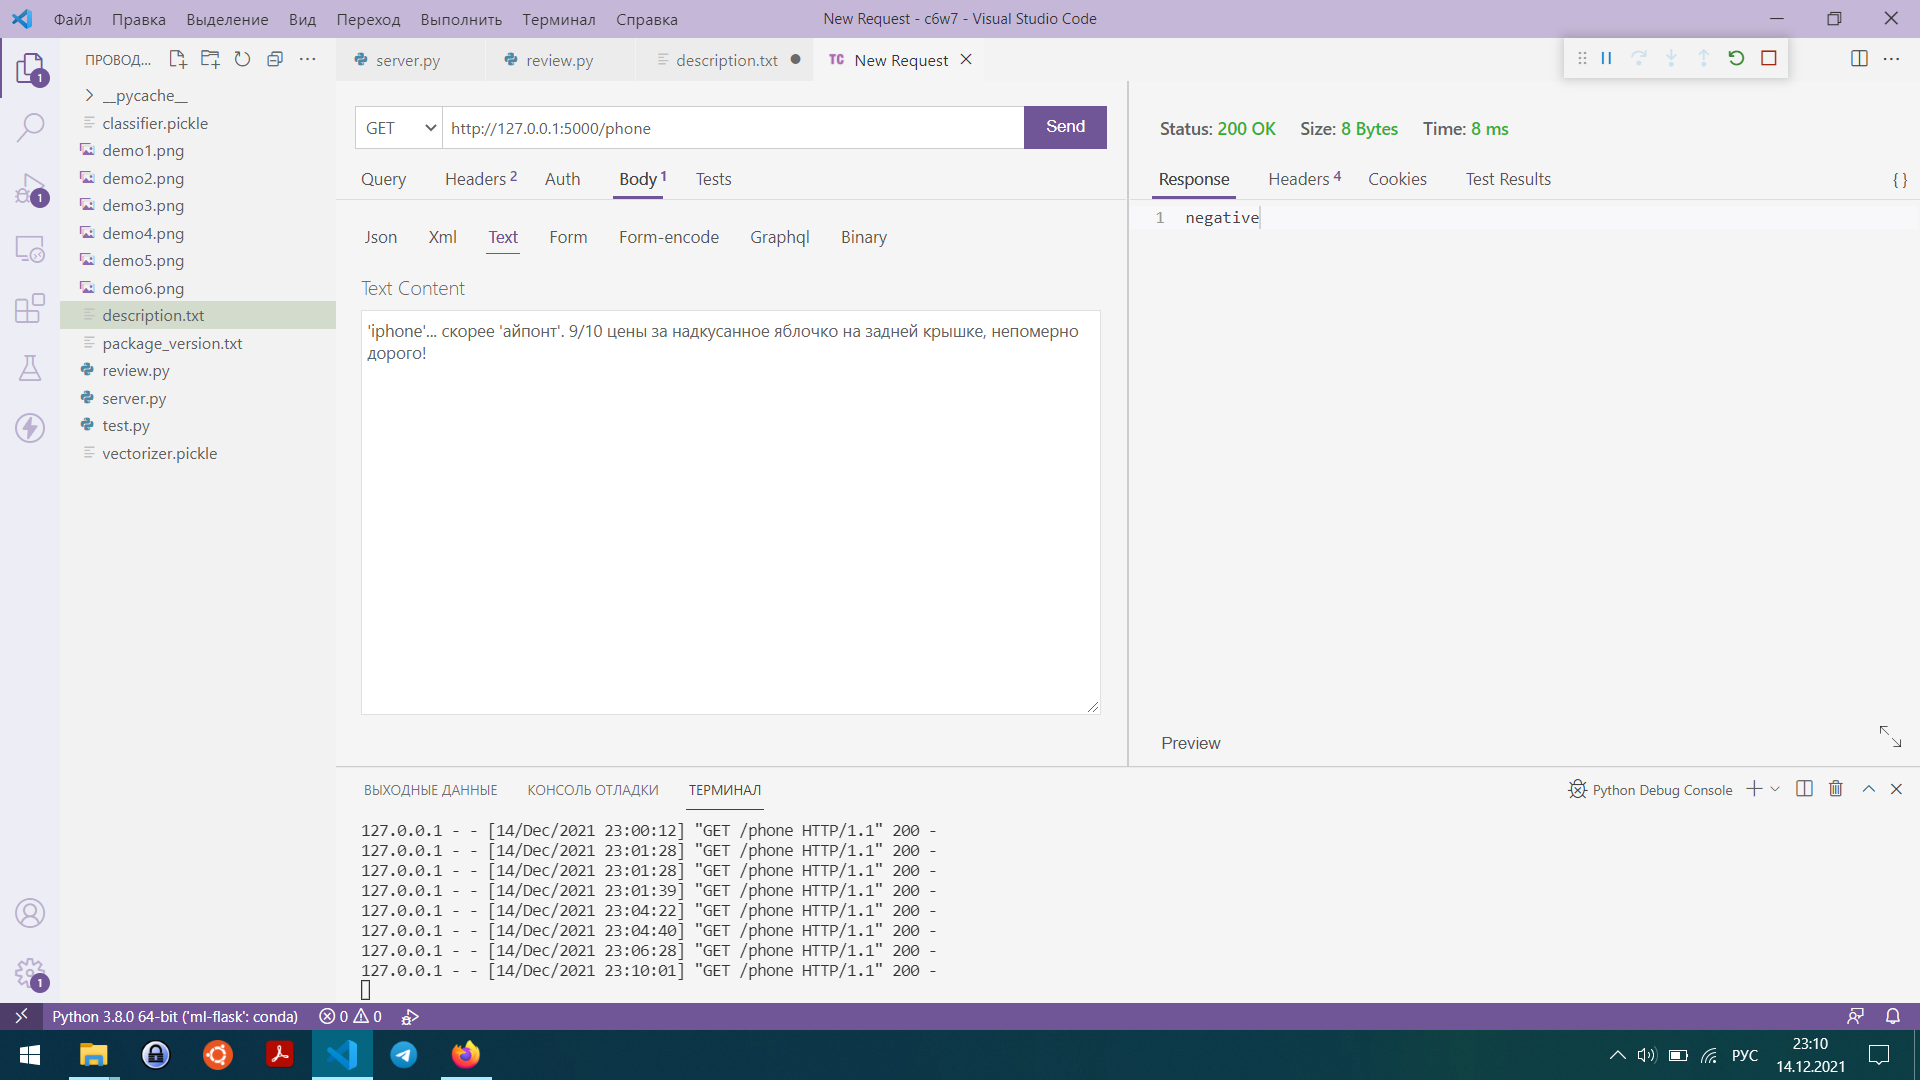 Файл Правка Выделение Вид Переход Выполнить Терминал Справка New Request - c6w7 - Visual Studio Code
ПРОВОД...
server.py review.py description.txt TC New Request
1
__pycache__
classifier.pickle
demo1.png
demo2.png
demo3.png
demo4.png
demo5.png
demo6.png
description.txt
package_version.txt
review.py
server.py
test.py
vectorizer.pickle
1
1
GET http://127.0.0.1:5000/phone Send
Query Headers 2 Auth Body 1 Tests
Json Xml Text Form Form-encode Graphql Binary
Text Content
'iphone'... скорее 'айпонт'. 9/10 цены за надкусанное яблочко на задней крышке, непомерно
дорого!
Status: 200 OK Size: 8 Bytes Time: 8 ms
Response Headers 4 Cookies Test Results { }
1 negative
Preview
ВЫХОДНЫЕ ДАННЫЕ КОНСОЛЬ ОТЛАДКИ ТЕРМИНАЛ Python Debug Console
127.0.0.1 - - [14/Dec/2021 23:00:12] "GET /phone HTTP/1.1" 200 -
127.0.0.1 - - [14/Dec/2021 23:01:28] "GET /phone HTTP/1.1" 200 -
127.0.0.1 - - [14/Dec/2021 23:01:28] "GET /phone HTTP/1.1" 200 -
127.0.0.1 - - [14/Dec/2021 23:01:39] "GET /phone HTTP/1.1" 200 -
127.0.0.1 - - [14/Dec/2021 23:04:22] "GET /phone HTTP/1.1" 200 -
127.0.0.1 - - [14/Dec/2021 23:04:40] "GET /phone HTTP/1.1" 200 -
127.0.0.1 - - [14/Dec/2021 23:06:28] "GET /phone HTTP/1.1" 200 -
127.0.0.1 - - [14/Dec/2021 23:10:01] "GET /phone HTTP/1.1" 200 -
Python 3.8.0 64-bit ('ml-flask': conda) 0 0
РУС 23:10
14.12.2021